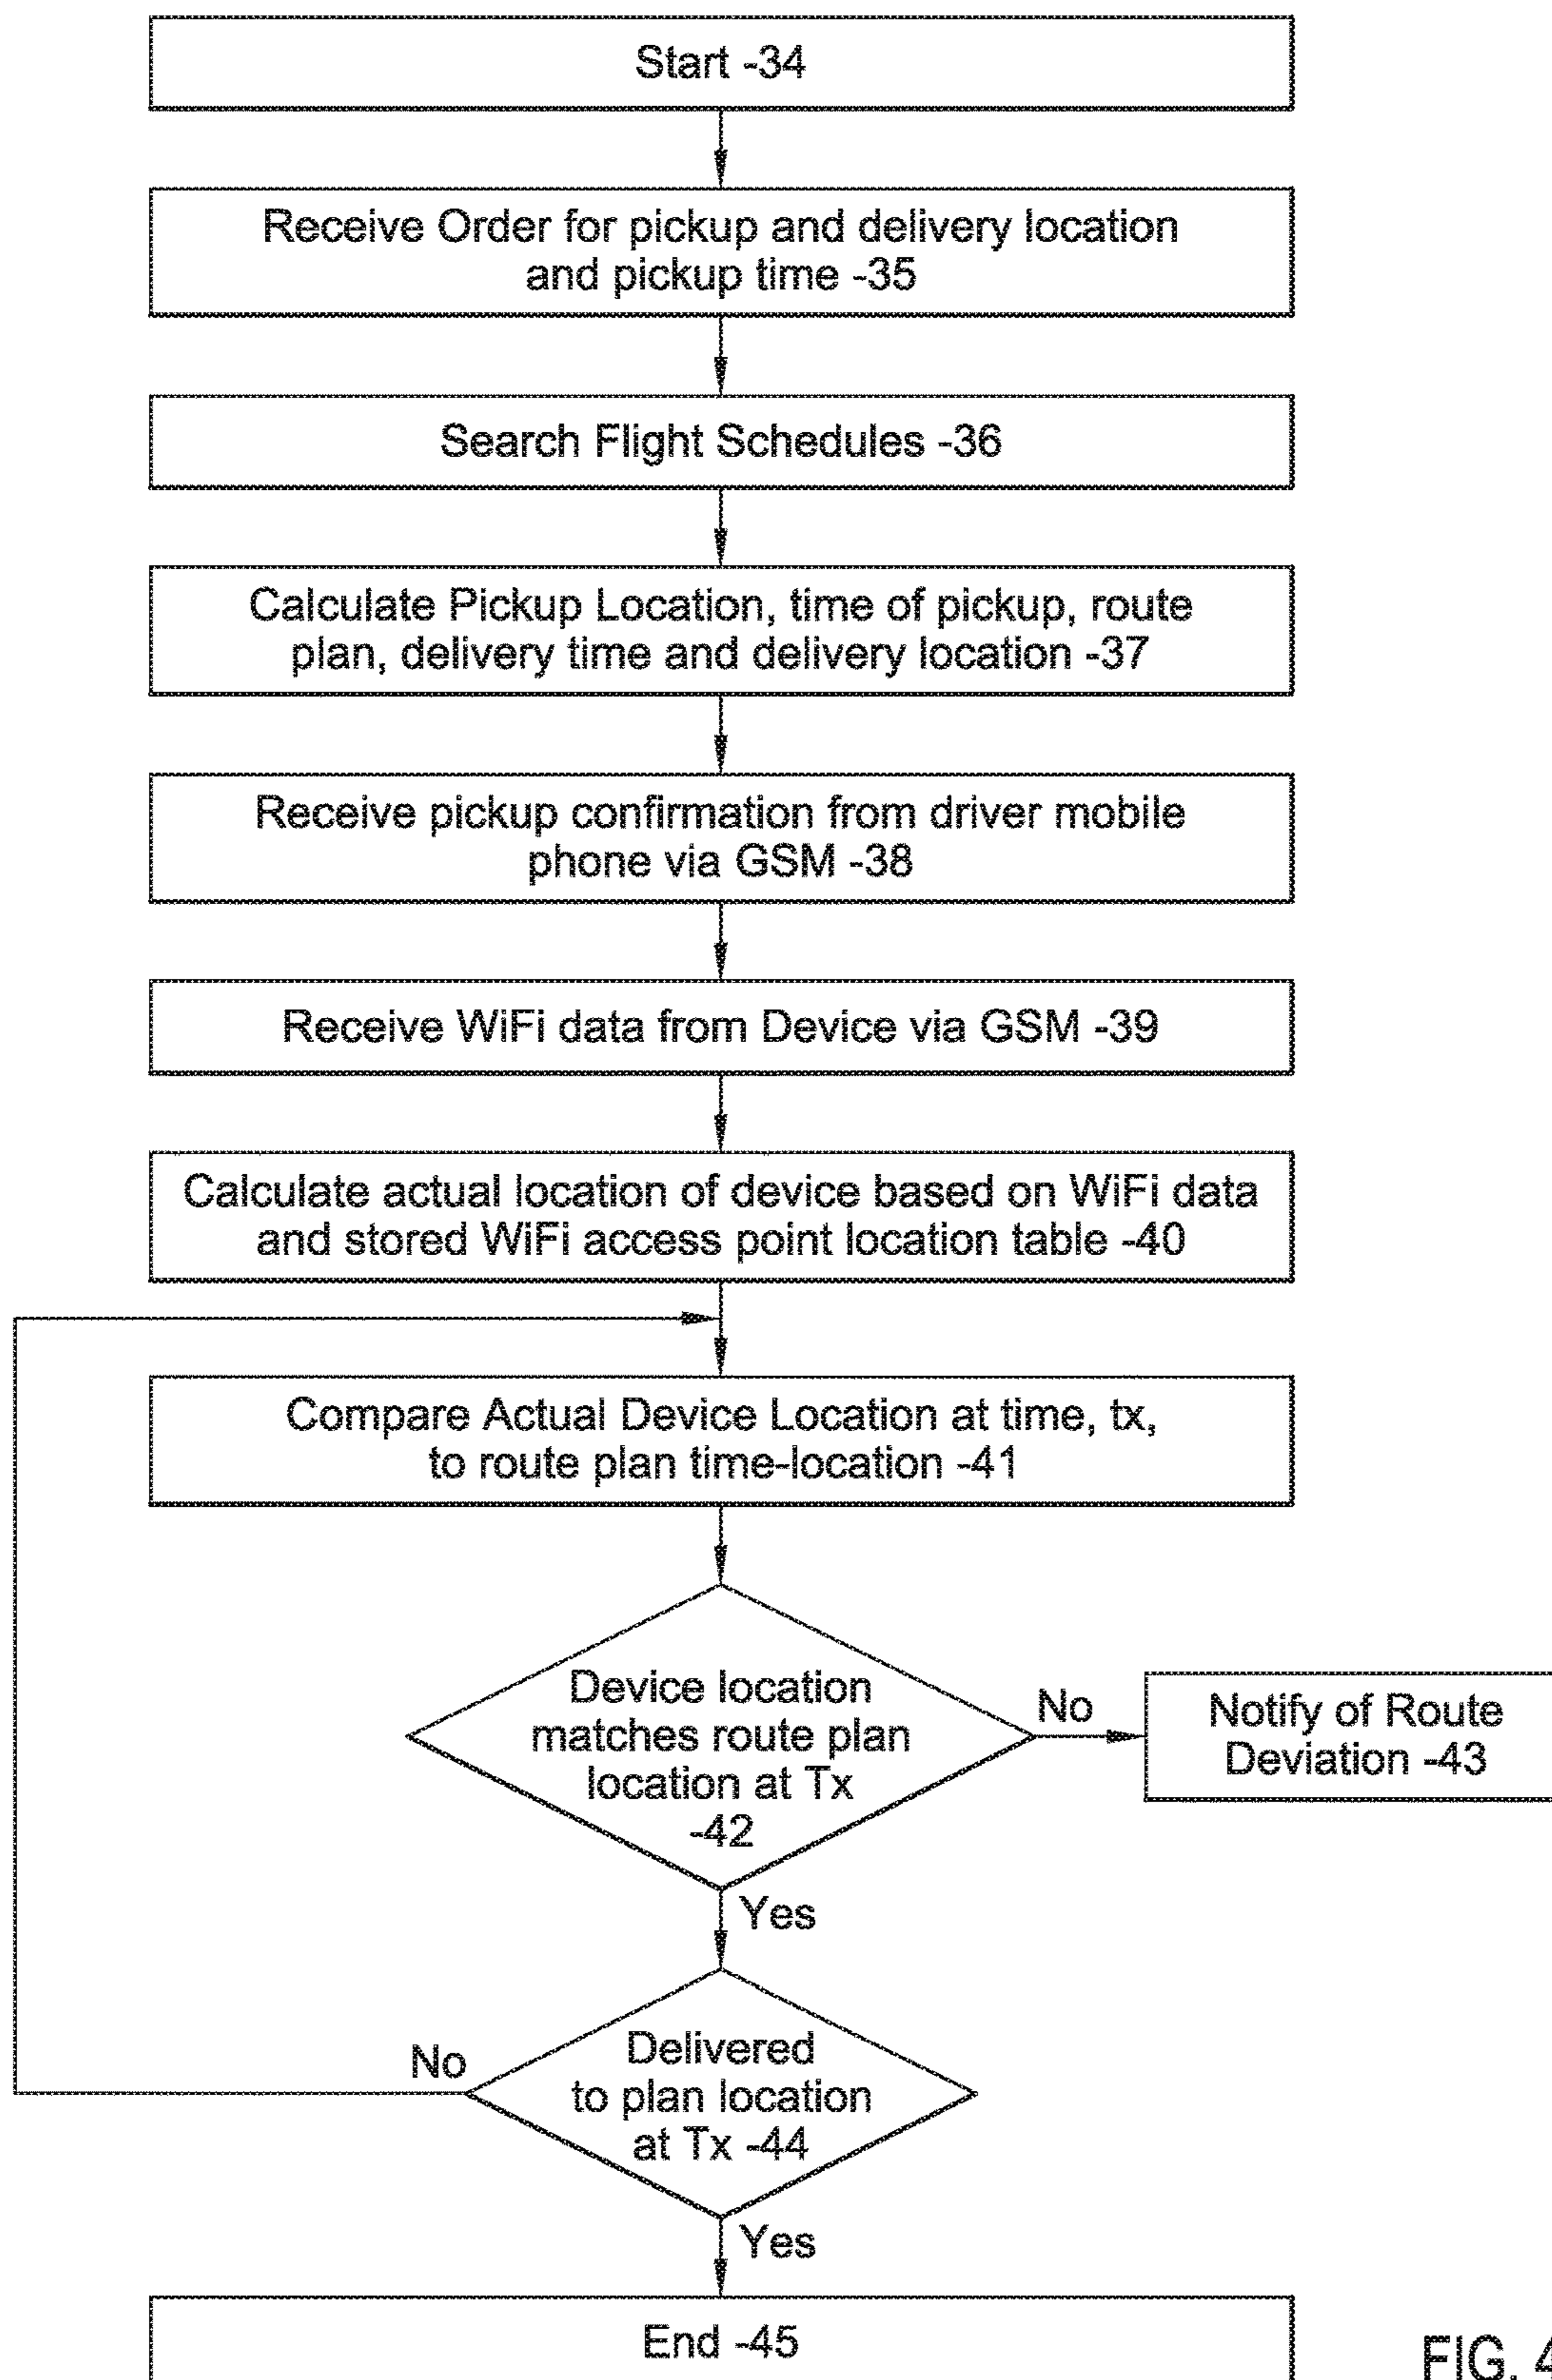 Start -34
Receive Order for pickup and delivery location
and pickup time -35
Search Flight Schedules -36
Calculate Pickup Location, time of pickup, route
plan, delivery time and delivery location -37
Receive pickup confirmation from driver mobile
phone via GSM -38
Receive WiFi data from Device via GSM -39
Calculate actual location of device based on WiFi data
and stored WiFi access point location table -40
Compare Actual Device Location at time, tx,
to route plan time-location -41
Device location
matches route plan
location at Tx
-42
No
Notify of Route
Deviation -43
Yes
No
Delivered
to plan location
at Tx -44
Yes
End -45
FIG. 4